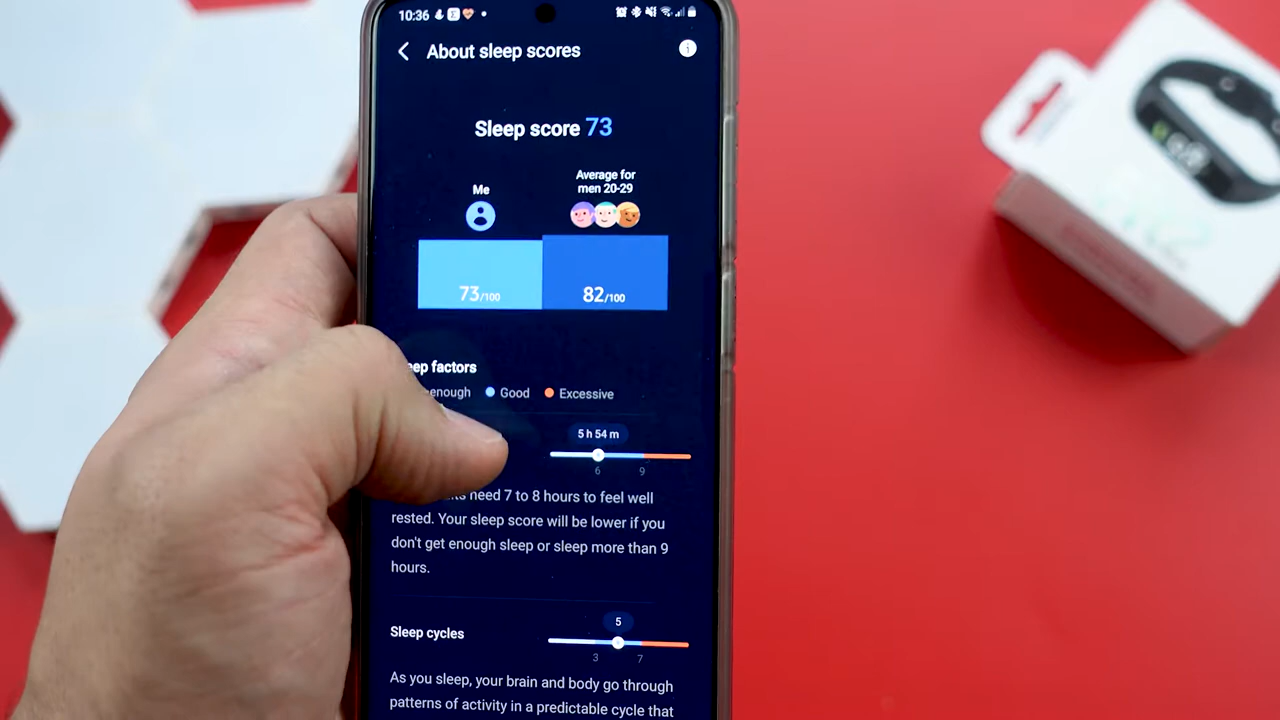 10:36
About sleep scores
Sleep score 73
Me
Average for
men 20-29
73/100
82/100
eep factors
enough
Good
Excessive
5 h 54 m
6
9
need 7 to 8 hours to feel well
rested. Your sleep score will be lower if you
don't get enough sleep or sleep more than 9
hours.
Sleep cycles
5
3
7
As you sleep, your brain and body go through
patterns of activity in a predictable cycle that